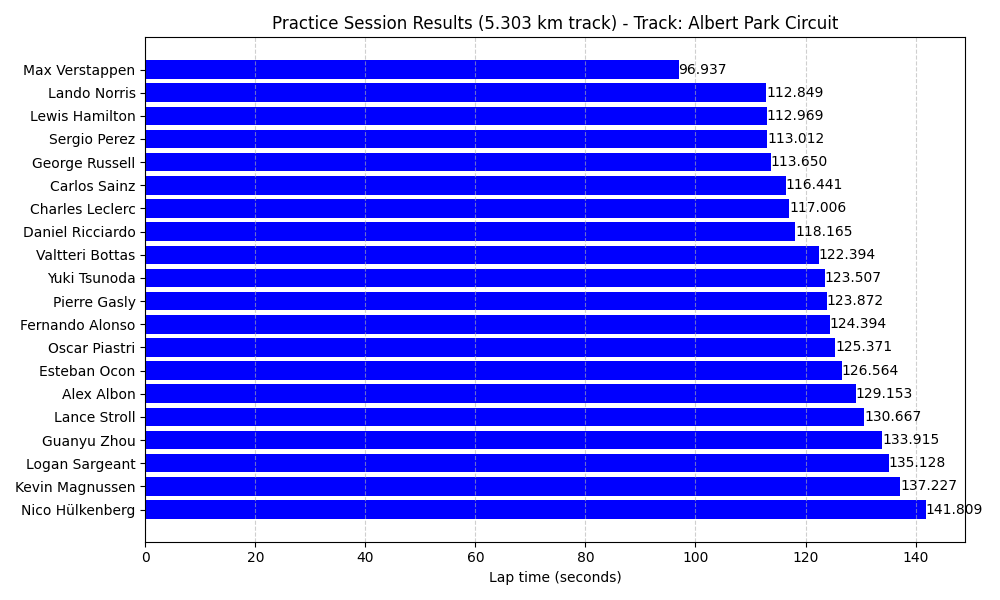 Practice Session Results (5.303 km track) - Track: Albert Park Circuit
Max Verstappen 96.937
Lando Norris 112.849
Lewis Hamilton 112.969
Sergio Perez 113.012
George Russell 113.650
Carlos Sainz 116.441
Charles Leclerc 117.006
Daniel Ricciardo 118.165
Valtteri Bottas 122.394
Yuki Tsunoda 123.507
Pierre Gasly 123.872
Fernando Alonso 124.394
Oscar Piastri 125.371
Esteban Ocon 126.564
Alex Albon 129.153
Lance Stroll 130.667
Guanyu Zhou 133.915
Logan Sargeant 135.128
Kevin Magnussen 137.227
Nico Hülkenberg 141.809
0 20 40 60 80 100 120 140
Lap time (seconds)